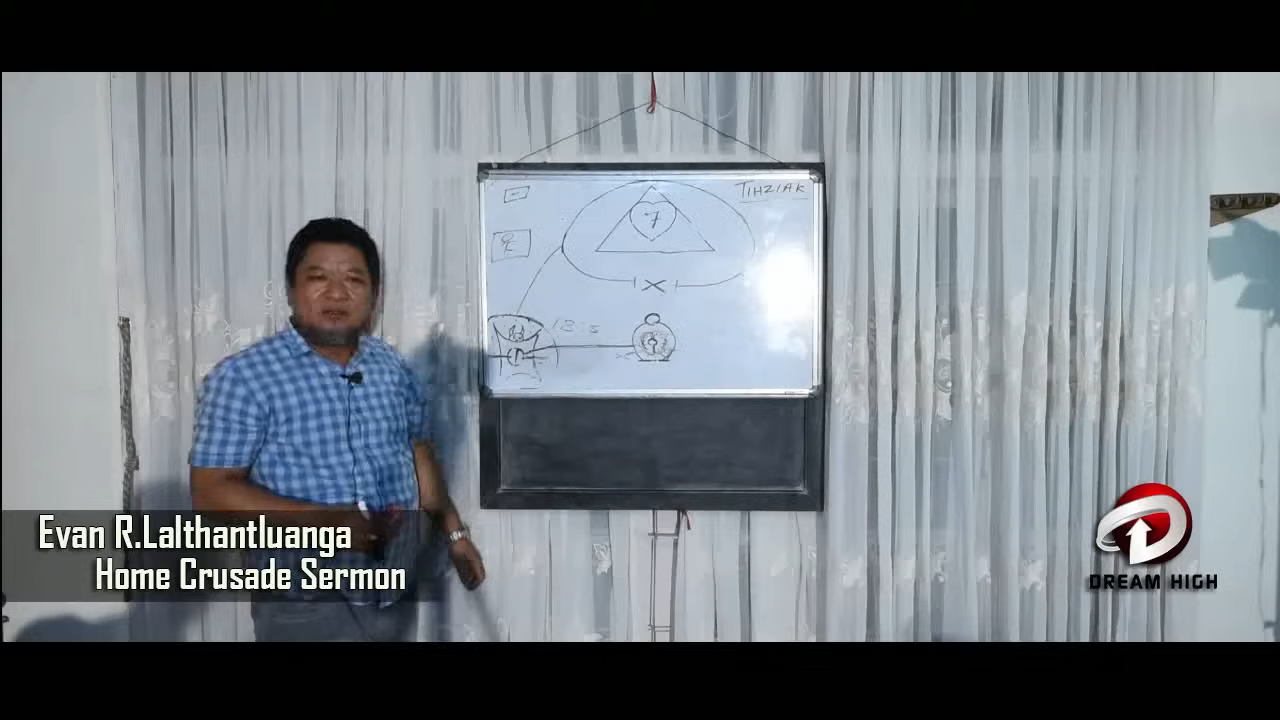 TIHZIAK
7
X
Evan R.Lalthantluanga
Home Crusade Sermon
DREAM HIGH